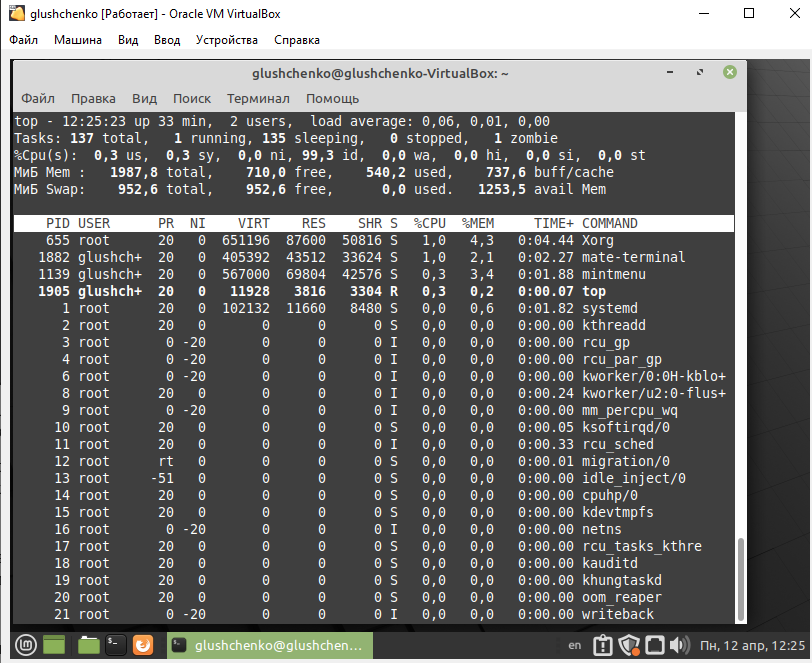 glushchenko [Работает] - Oracle VM VirtualBox
Файл Машина Вид Ввод Устройства Справка
glushchenko@glushchenko-VirtualBox: ~
Файл Правка Вид Поиск Терминал Помощь
top - 12:25:23 up 33 min,  2 users,  load average: 0,06, 0,01, 0,00
Tasks: 137 total,   1 running, 135 sleeping,   0 stopped,   1 zombie
%Cpu(s):  0,3 us,  0,3 sy,  0,0 ni, 99,3 id,  0,0 wa,  0,0 hi,  0,0 si,  0,0 st
МиБ Mem :   1987,8 total,    710,0 free,    540,2 used,    737,6 buff/cache
МиБ Swap:    952,6 total,    952,6 free,      0,0 used.   1253,5 avail Mem
PID USER      PR  NI    VIRT    RES    SHR S  %CPU  %MEM     TIME+ COMMAND
655 root      20   0  651196  87600  50816 S   1,0   4,3   0:04.44 Xorg
1882 glushch+  20   0  405392  43512  33624 S   1,0   2,1   0:02.27 mate-terminal
1139 glushch+  20   0  567000  69804  42576 S   0,3   3,4   0:01.88 mintmenu
1905 glushch+  20   0   11928   3816   3304 R   0,3   0,2   0:00.07 top
1 root      20   0  102132  11660   8480 S   0,0   0,6   0:01.82 systemd
2 root      20   0       0      0      0 S   0,0   0,0   0:00.00 kthreadd
3 root       0 -20       0      0      0 I   0,0   0,0   0:00.00 rcu_gp
4 root       0 -20       0      0      0 I   0,0   0,0   0:00.00 rcu_par_gp
6 root       0 -20       0      0      0 I   0,0   0,0   0:00.00 kworker/0:0H-kblo+
8 root      20   0       0      0      0 I   0,0   0,0   0:00.24 kworker/u2:0-flus+
9 root       0 -20       0      0      0 I   0,0   0,0   0:00.00 mm_percpu_wq
10 root      20   0       0      0      0 S   0,0   0,0   0:00.05 ksoftirqd/0
11 root      20   0       0      0      0 I   0,0   0,0   0:00.33 rcu_sched
12 root      rt   0       0      0      0 S   0,0   0,0   0:00.01 migration/0
13 root     -51   0       0      0      0 S   0,0   0,0   0:00.00 idle_inject/0
14 root      20   0       0      0      0 S   0,0   0,0   0:00.00 cpuhp/0
15 root      20   0       0      0      0 S   0,0   0,0   0:00.00 kdevtmpfs
16 root       0 -20       0      0      0 I   0,0   0,0   0:00.00 netns
17 root      20   0       0      0      0 S   0,0   0,0   0:00.00 rcu_tasks_kthre
18 root      20   0       0      0      0 S   0,0   0,0   0:00.00 kauditd
19 root      20   0       0      0      0 S   0,0   0,0   0:00.00 khungtaskd
20 root      20   0       0      0      0 S   0,0   0,0   0:00.00 oom_reaper
21 root       0 -20       0      0      0 I   0,0   0,0   0:00.00 writeback
glushchenko@glushchen... en Пн, 12 апр, 12:25